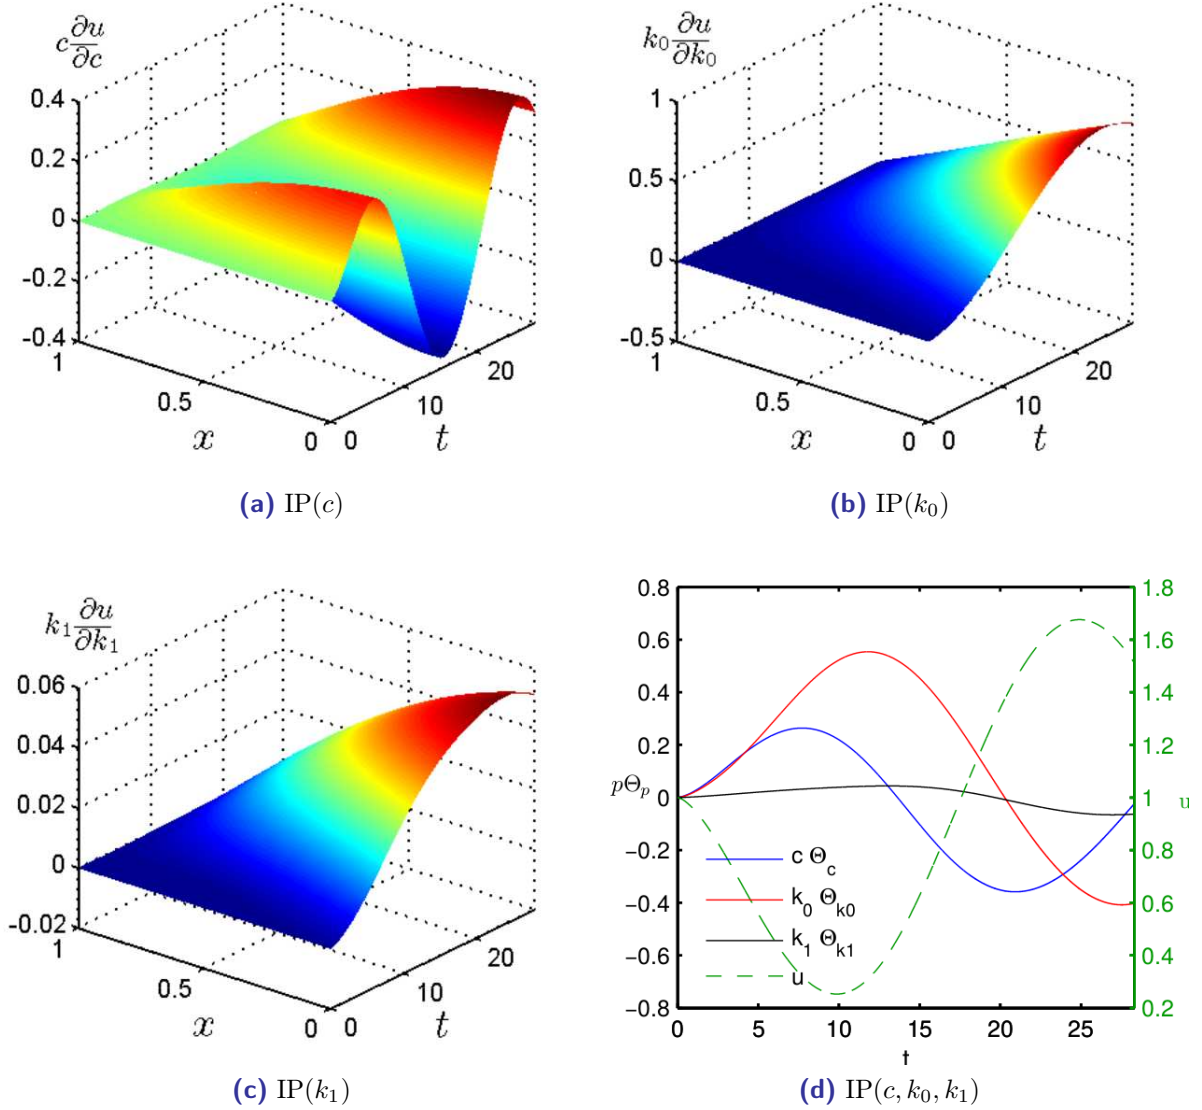 c ∂u/∂c
0.4
0.2
0
-0.2
-0.4
1
0.5
0
x
0
10
20
t
(a) IP(c)
k₀ ∂u/∂k₀
1
0.5
0
-0.5
1
0.5
0
x
0
10
20
t
(b) IP(k₀)
k₁ ∂u/∂k₁
0.06
0.04
0.02
0
-0.02
1
0.5
0
x
0
10
20
t
(c) IP(k₁)
0.8
0.6
0.4
0.2
0
−0.2
−0.4
−0.6
−0.8
pΘₚ
c Θ_c
k₀ Θ_k0
k₁ Θ_k1
u
1.8
1.6
1.4
1.2
1
0.8
0.6
0.4
0.2
u
0 5 10 15 20 25
t
(d) IP(c, k₀, k₁)